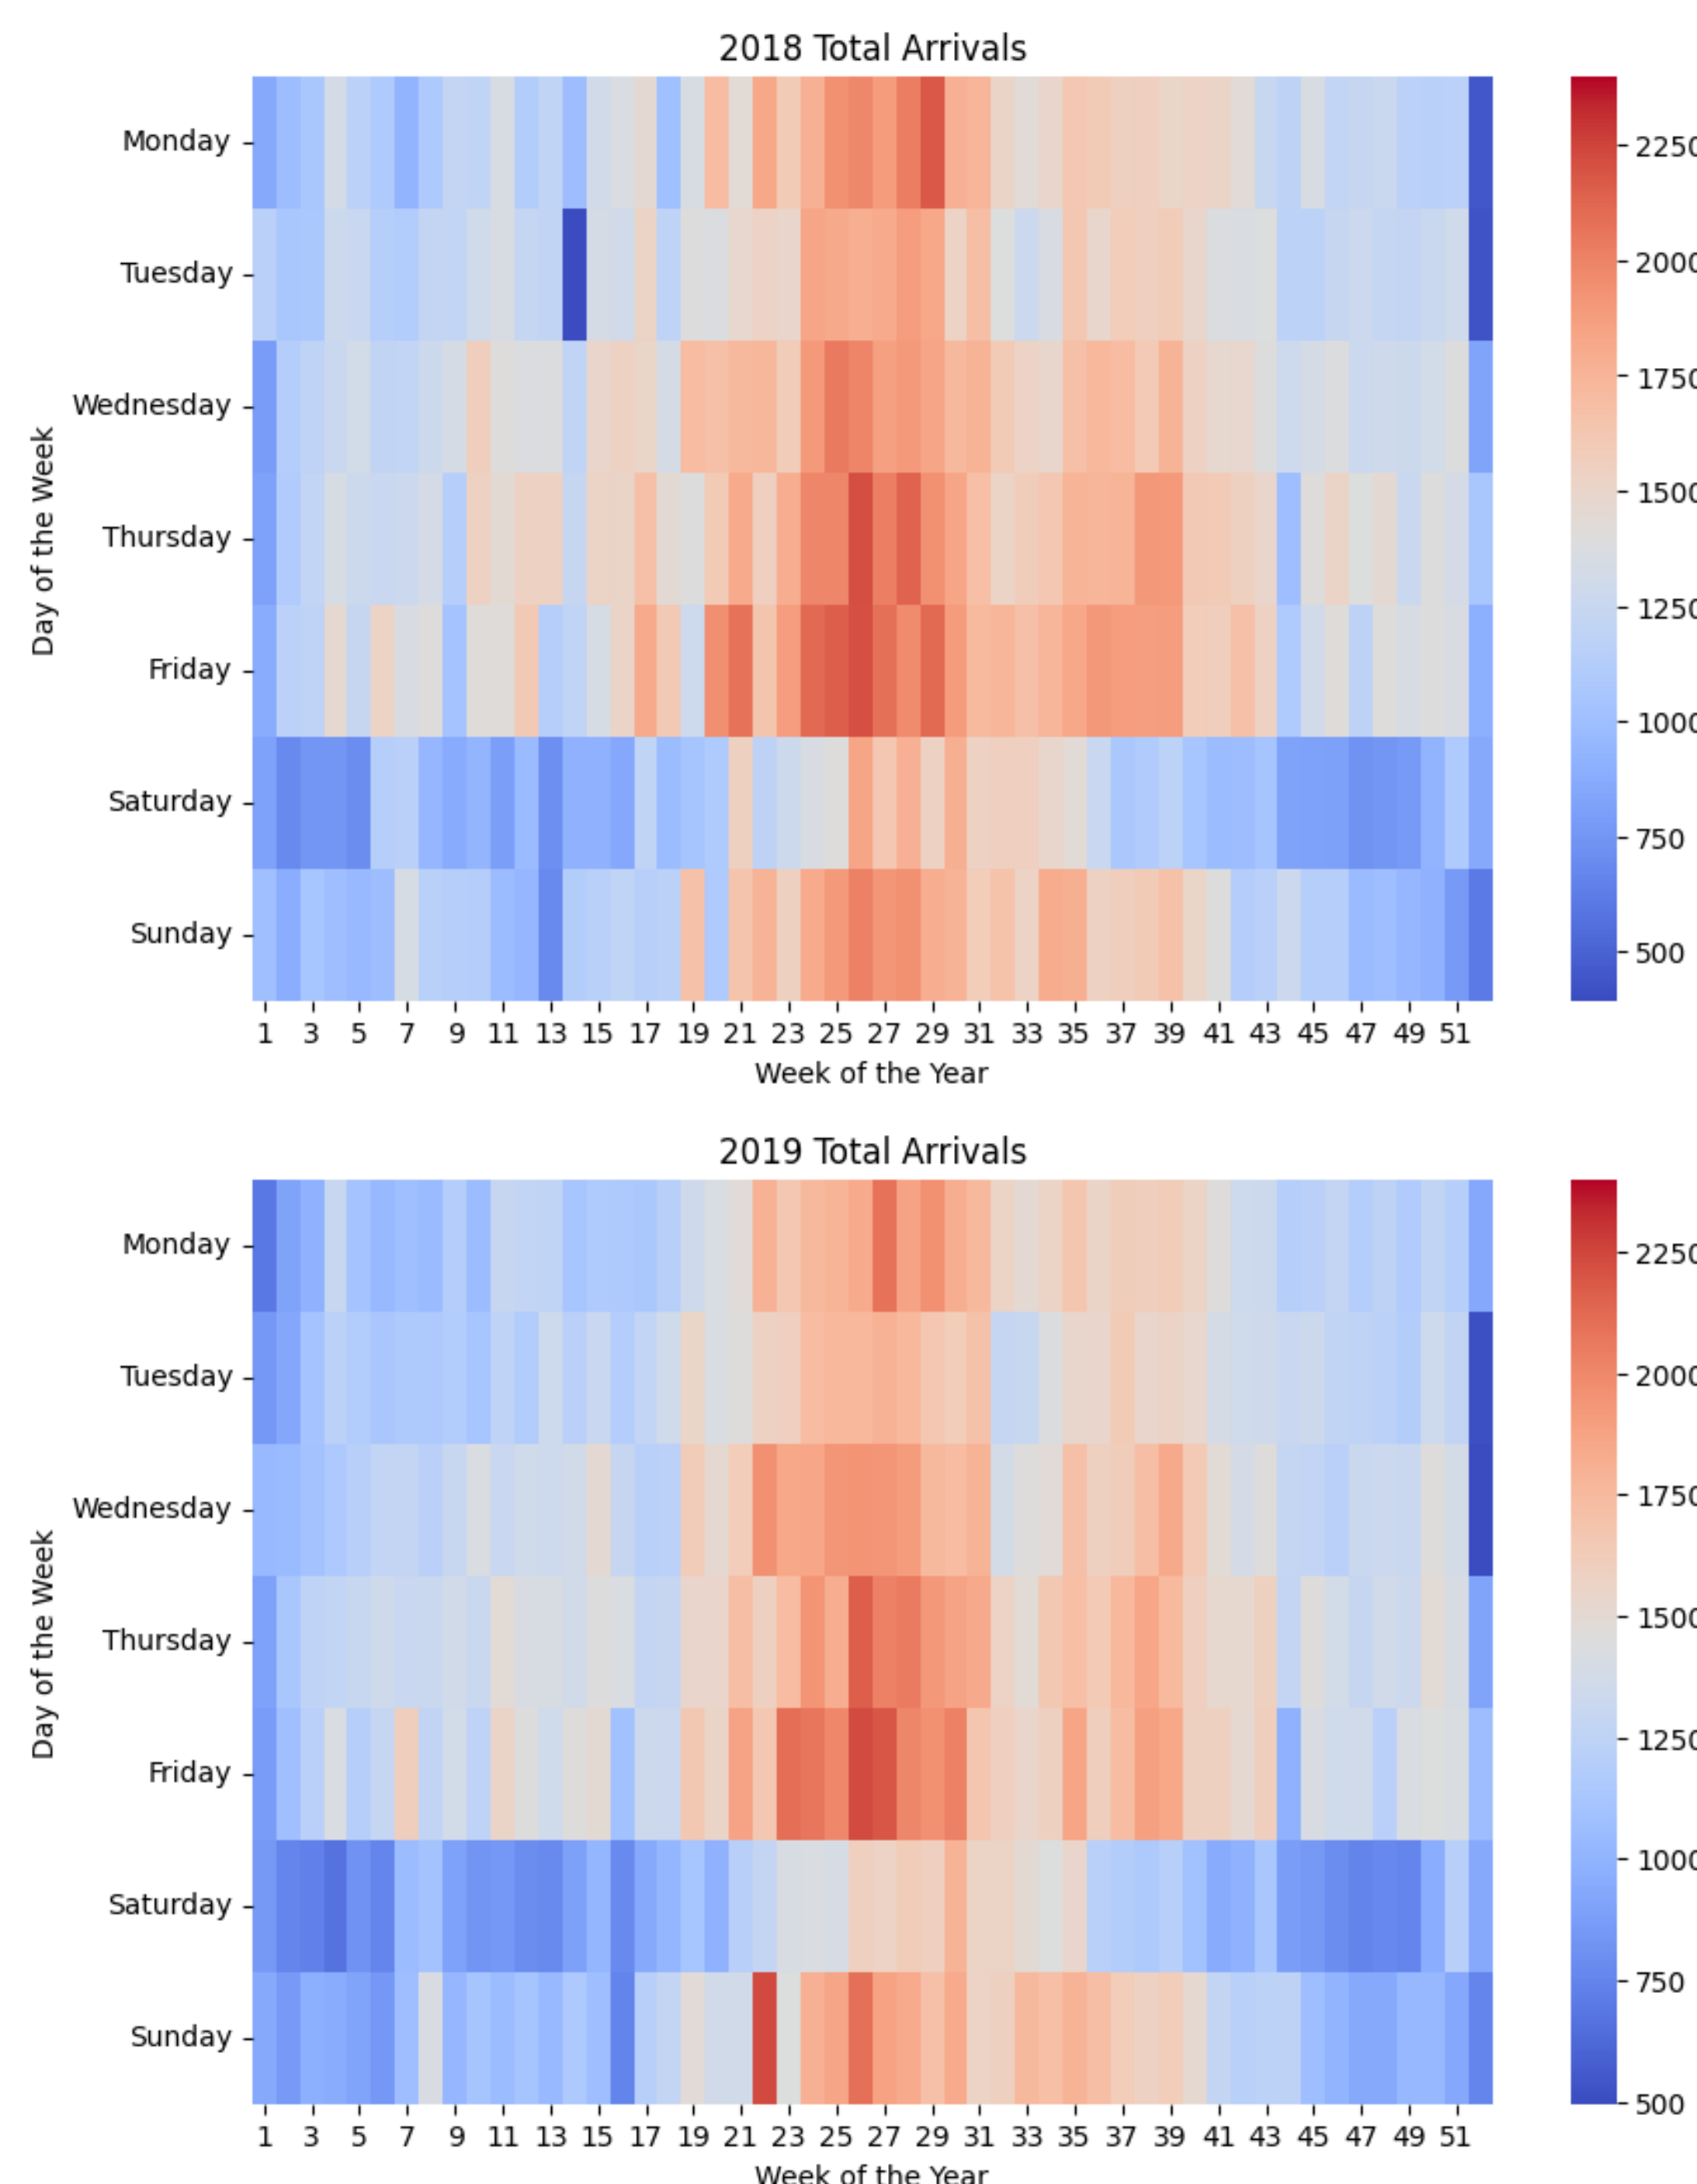 2018 Total Arrivals
Day of the Week
Monday
Tuesday
Wednesday
Thursday
Friday
Saturday
Sunday
1 3 5 7 9 11 13 15 17 19 21 23 25 27 29 31 33 35 37 39 41 43 45 47 49 51
Week of the Year
2250
2000
1750
1500
1250
1000
750
500
2019 Total Arrivals
Day of the Week
Monday
Tuesday
Wednesday
Thursday
Friday
Saturday
Sunday
1 3 5 7 9 11 13 15 17 19 21 23 25 27 29 31 33 35 37 39 41 43 45 47 49 51
Week of the Year
2250
2000
1750
1500
1250
1000
750
500